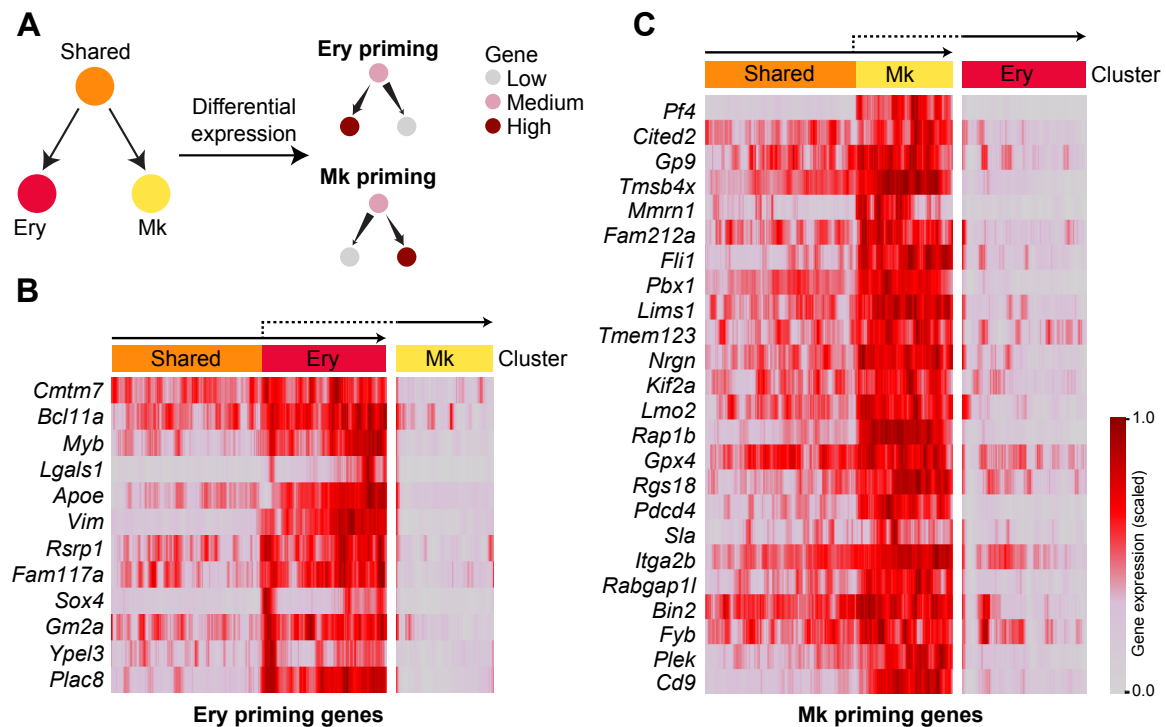 A
Shared
Ery
Mk
Differential
expression
Ery priming
Mk priming
Gene
Low
Medium
High
B
Shared
Ery
Mk
Cluster
Cmtm7
Bcl11a
Myb
Lgals1
Apoe
Vim
Rsrp1
Fam117a
Sox4
Gm2a
Ypel3
Plac8
Ery priming genes
C
Shared
Mk
Ery
Cluster
Pf4
Cited2
Gp9
Tmsb4x
Mmrn1
Fam212a
Fli1
Pbx1
Lims1
Tmem123
Nrgn
Kif2a
Lmo2
Rap1b
Gpx4
Rgs18
Pdcd4
Sla
Itga2b
Rabgap1l
Bin2
Fyb
Plek
Cd9
Mk priming genes
1.0
Gene expression (scaled)
0.0